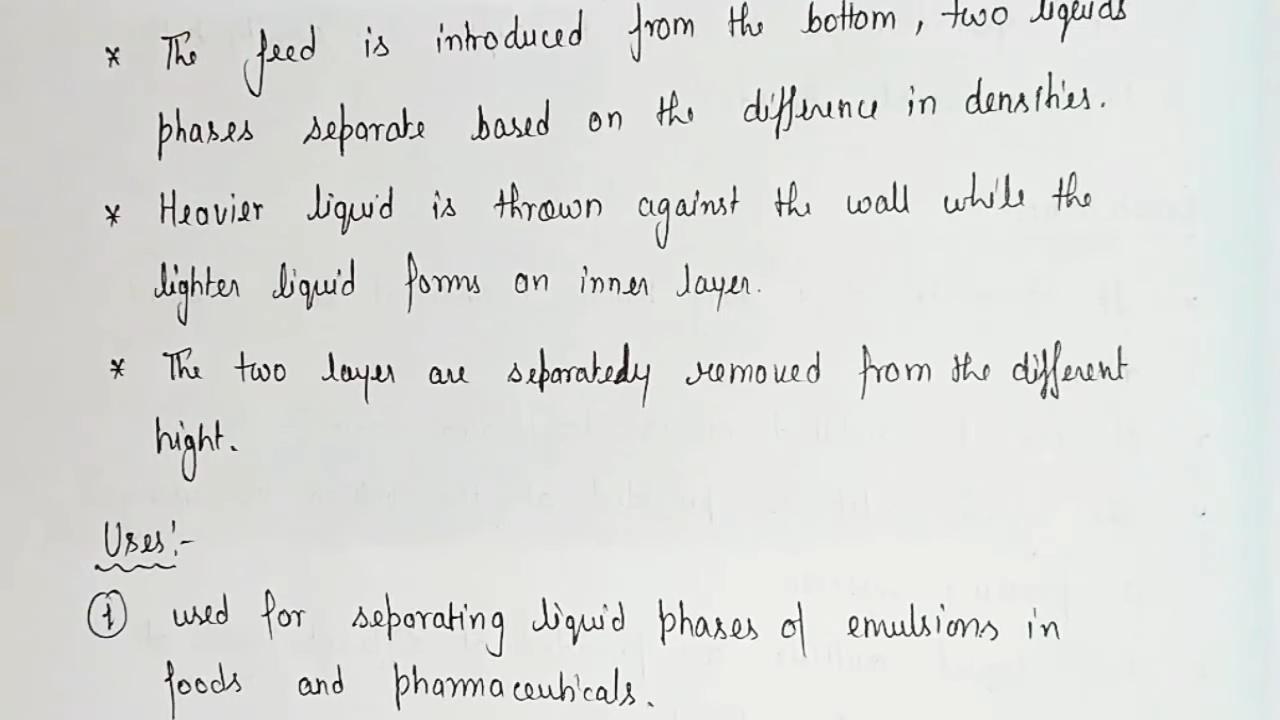 * The feed is introduced from the bottom, two liquids
phases separate based on the difference in densities.
* Heavier liquid is thrown against the wall while the
lighter liquid forms an inner layer.
* The two layer are separatedy removed from the different
hight.
Uses:-
① used for separating liquid phases of emulsions in
foods and pharmaceuticals.